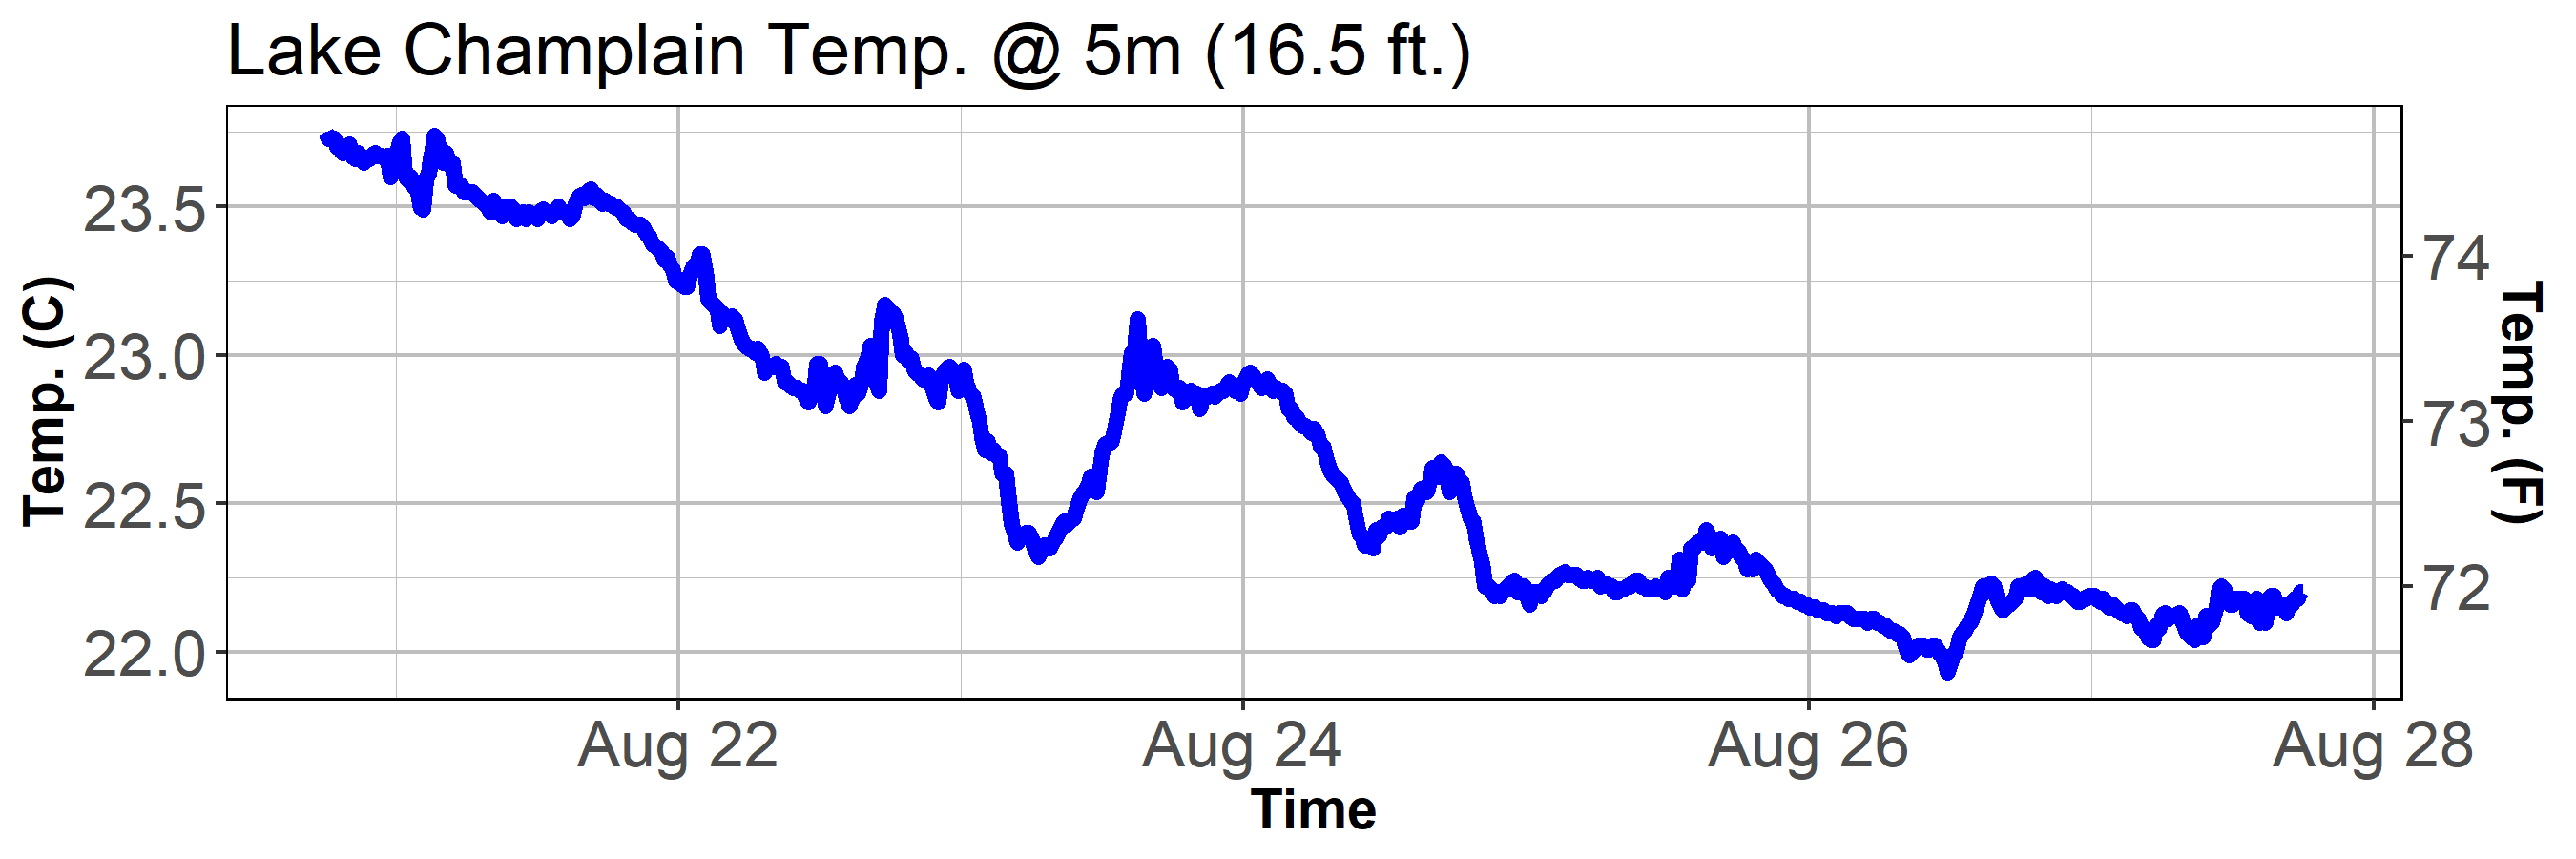 Lake Champlain Temp. @ 5m (16.5 ft.)
Temp. (C)
23.5
23.0
22.5
22.0
74
73
72
Temp. (F)
Aug 22
Aug 24
Aug 26
Aug 28
Time